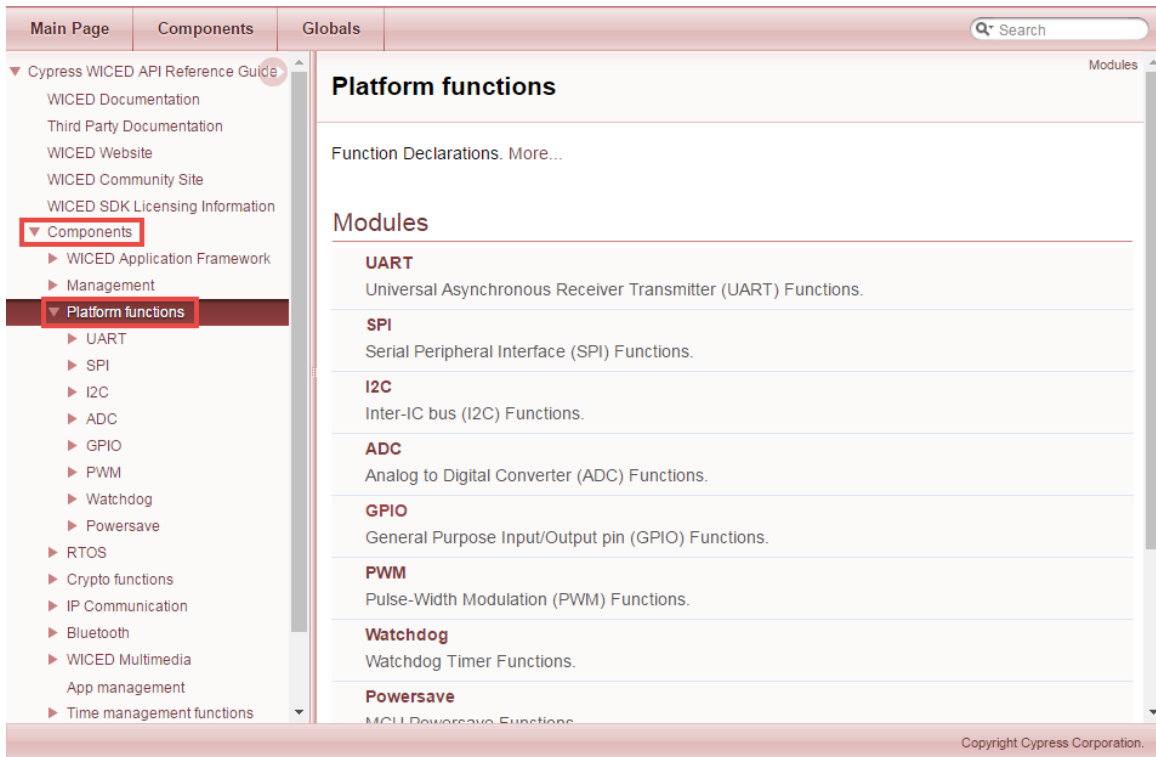 Main Page
Components
Globals
Search
Cypress WICED API Reference Guide
WICED Documentation
Third Party Documentation
WICED Website
WICED Community Site
WICED SDK Licensing Information
Components
WICED Application Framework
Management
Platform functions
UART
SPI
I2C
ADC
GPIO
PWM
Watchdog
Powersave
RTOS
Crypto functions
IP Communication
Bluetooth
WICED Multimedia
App management
Time management functions
Modules
Platform functions
Function Declarations. More...
Modules
UART
Universal Asynchronous Receiver Transmitter (UART) Functions.
SPI
Serial Peripheral Interface (SPI) Functions.
I2C
Inter-IC bus (I2C) Functions.
ADC
Analog to Digital Converter (ADC) Functions.
GPIO
General Purpose Input/Output pin (GPIO) Functions.
PWM
Pulse-Width Modulation (PWM) Functions.
Watchdog
Watchdog Timer Functions.
Powersave
MCU Powersave Functions
Copyright Cypress Corporation.